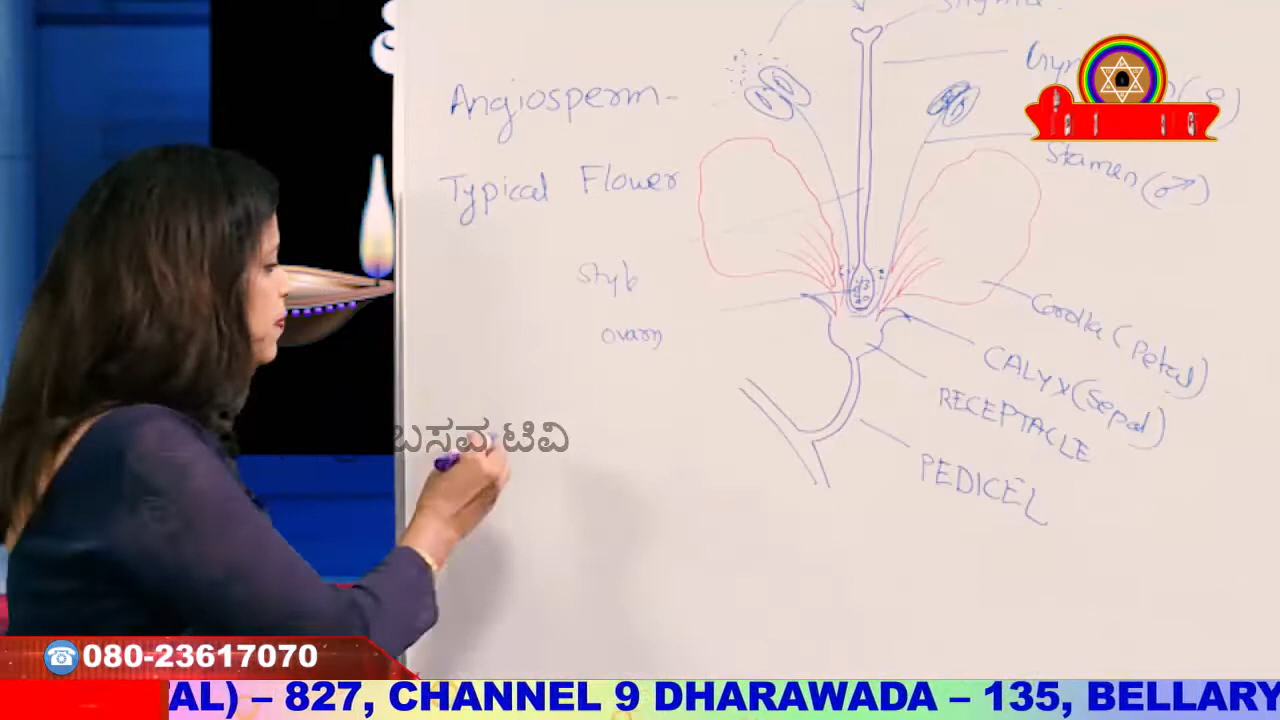 Stigma
Angiosperm-
Typical Flower
Stamen (♂)
Style
ovary
Corolla (Petal)
CALYX (Sepal)
RECEPTACLE
PEDICEL
ಬಸವ ಟಿವಿ
080-23617070
AL) – 827, CHANNEL 9 DHARAWADA – 135, BELLARY